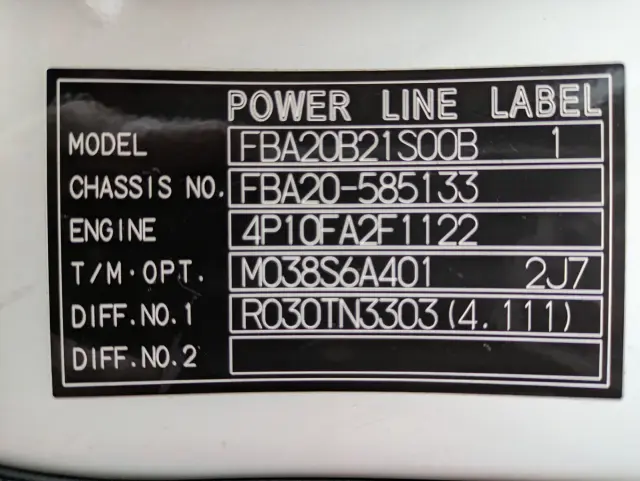 POWER LINE LABEL
MODEL FBA20B21S00B 1
CHASSIS NO. FBA20-585133
ENGINE 4P10FA2F1122
T/M·OPT. M038S6A401 2J7
DIFF.NO.1 R030TN3303(4.111)
DIFF.NO.2